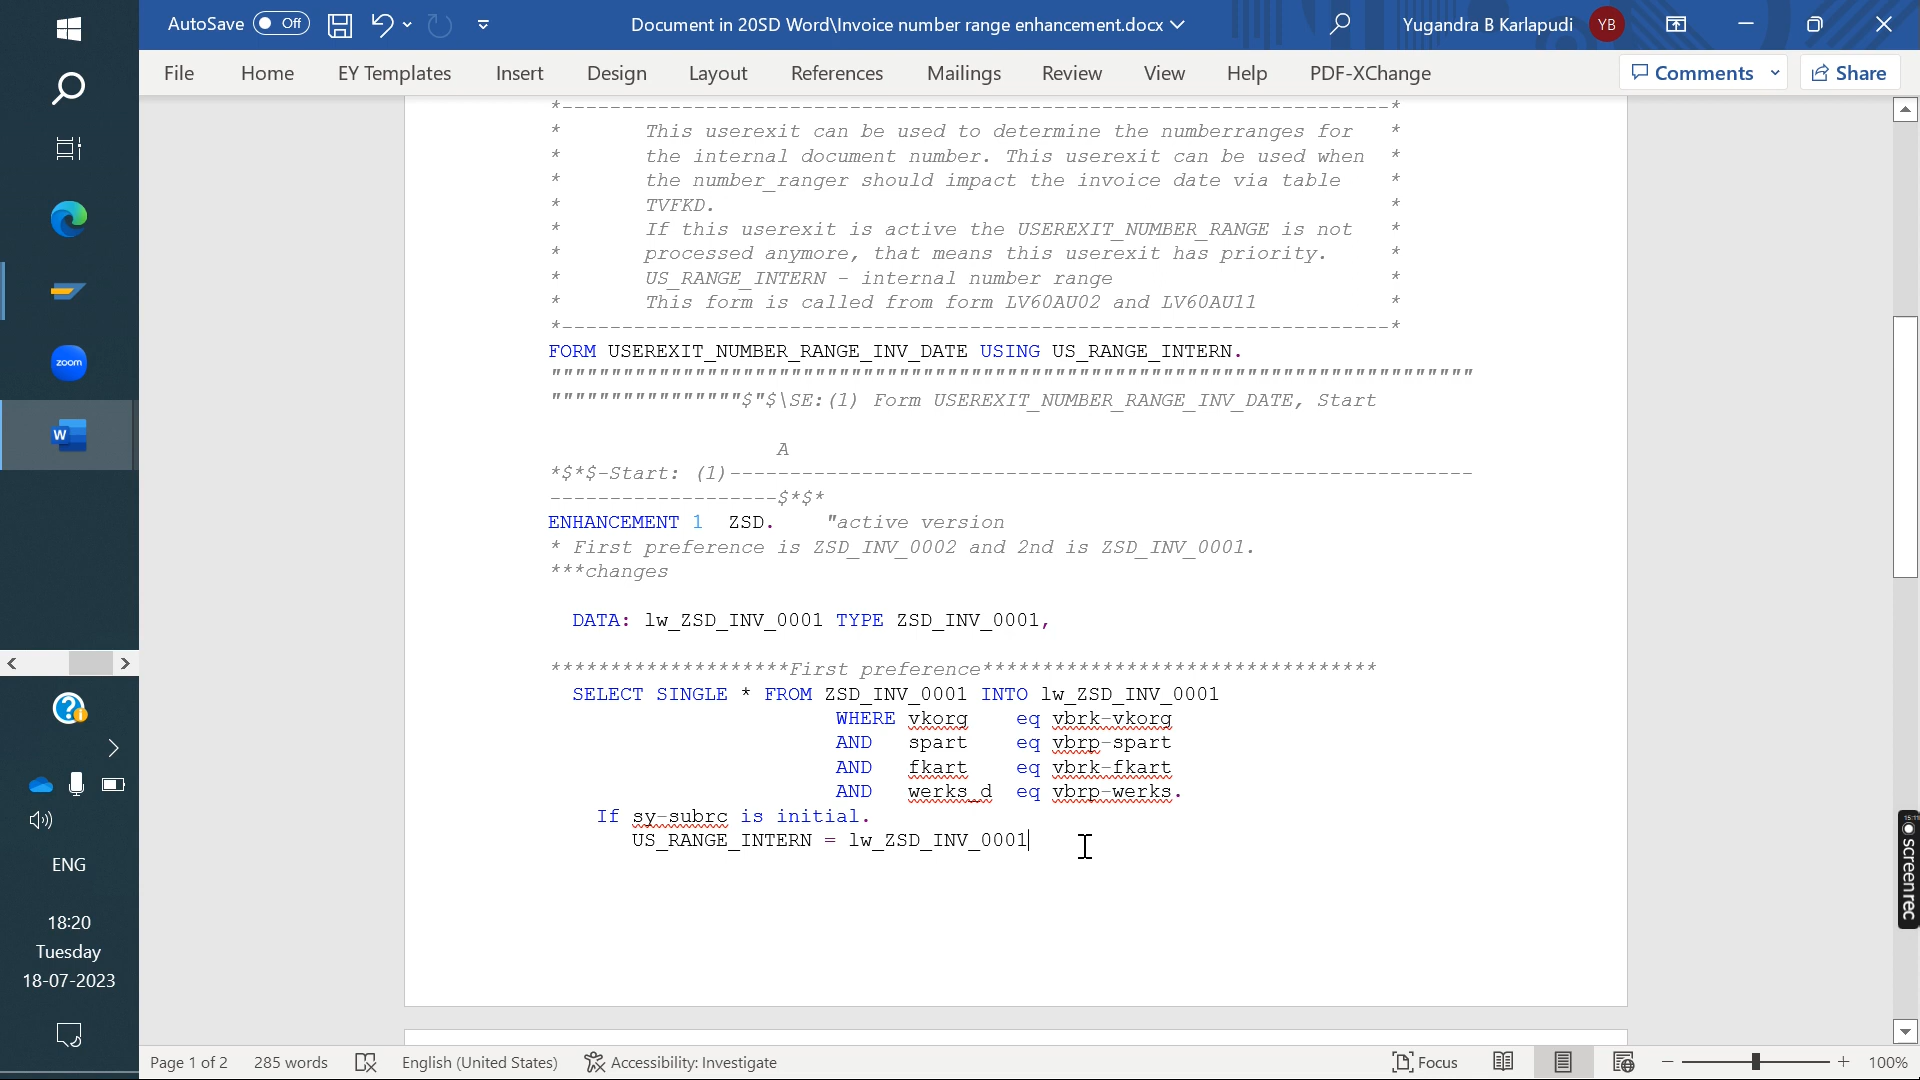 AutoSave Off
Document in 20SD Word\Invoice number range enhancement.docx
Yugandra B Karlapudi YB
File Home EY Templates Insert Design Layout References Mailings Review View Help PDF-XChange
Comments Share
*---------------------------------------------------------------------*
* This userexit can be used to determine the numberranges for *
* the internal document number. This userexit can be used when *
* the number_ranger should impact the invoice date via table *
* TVFKD. *
* If this userexit is active the USEREXIT_NUMBER_RANGE is not *
* processed anymore, that means this userexit has priority. *
* US_RANGE_INTERN - internal number range *
* This form is called from form LV60AU02 and LV60AU11 *
*---------------------------------------------------------------------*
FORM USEREXIT_NUMBER_RANGE_INV_DATE USING US_RANGE_INTERN.
"""""""""""""""""""""""""""""""""""""""""""""""""""""""""""""""""""""""""""""
""""""""""""""""$"$\SE:(1) Form USEREXIT_NUMBER_RANGE_INV_DATE, Start
A
*$*$-Start: (1)--------------------------------------------------------------
-------------------$*$*
ENHANCEMENT 1 ZSD. "active version
* First preference is ZSD_INV_0002 and 2nd is ZSD_INV_0001.
***changes
DATA: lw_ZSD_INV_0001 TYPE ZSD_INV_0001,
********************First preference*********************************
SELECT SINGLE * FROM ZSD_INV_0001 INTO lw_ZSD_INV_0001
WHERE vkorg eq vbrk-vkorg
AND spart eq vbrp-spart
AND fkart eq vbrk-fkart
AND werks_d eq vbrp-werks.
If sy-subrc is initial.
US_RANGE_INTERN = lw_ZSD_INV_0001
zoom
W
ENG
18:20
Tuesday
18-07-2023
15:11
screenrec
Page 1 of 2 285 words English (United States) Accessibility: Investigate Focus 100%